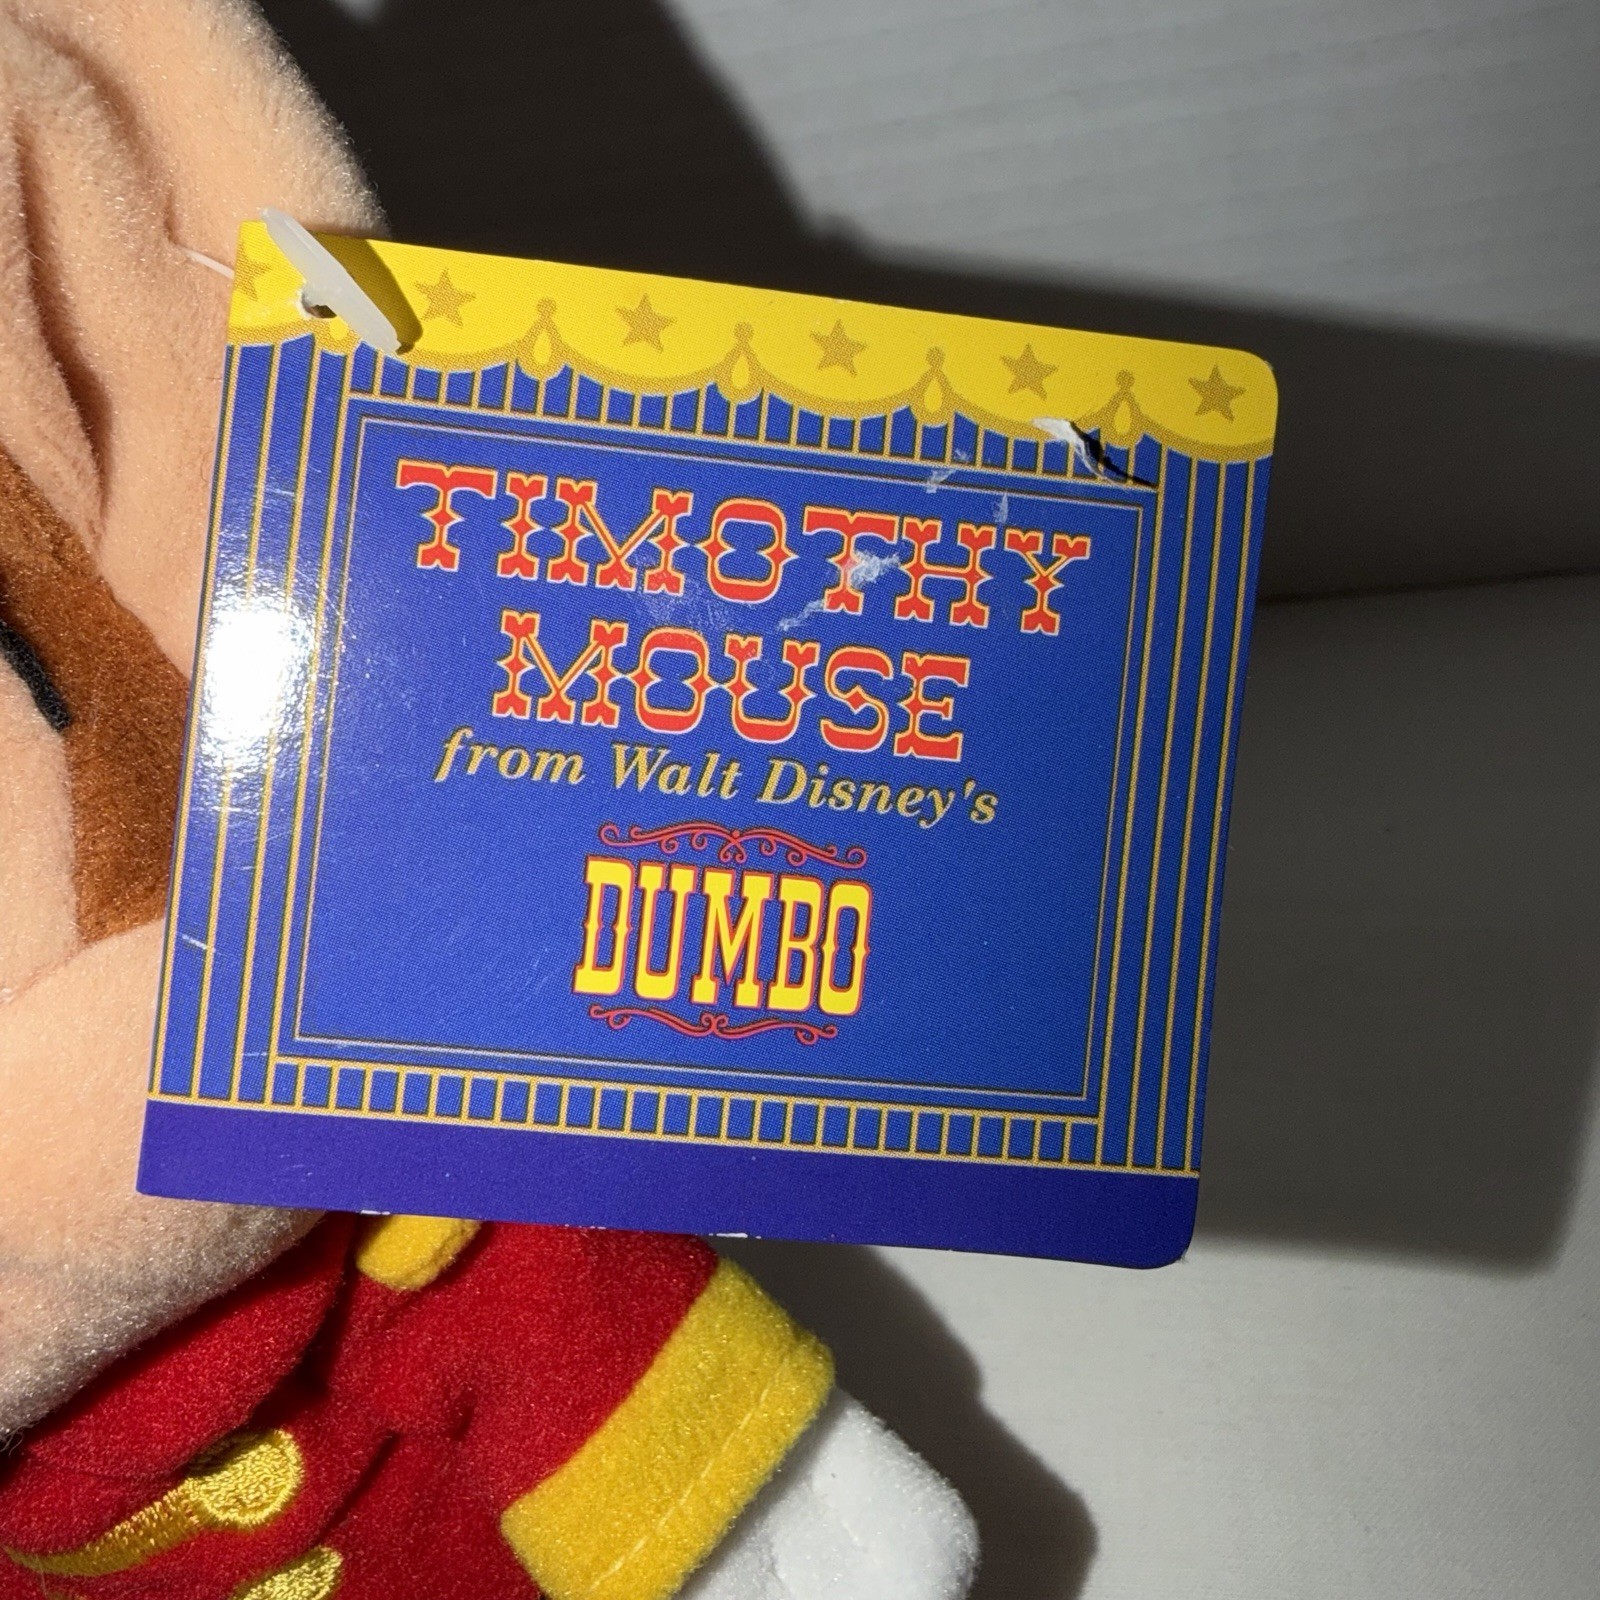 TIMOTHY
MOUSE
from Walt Disney's
DUMBO